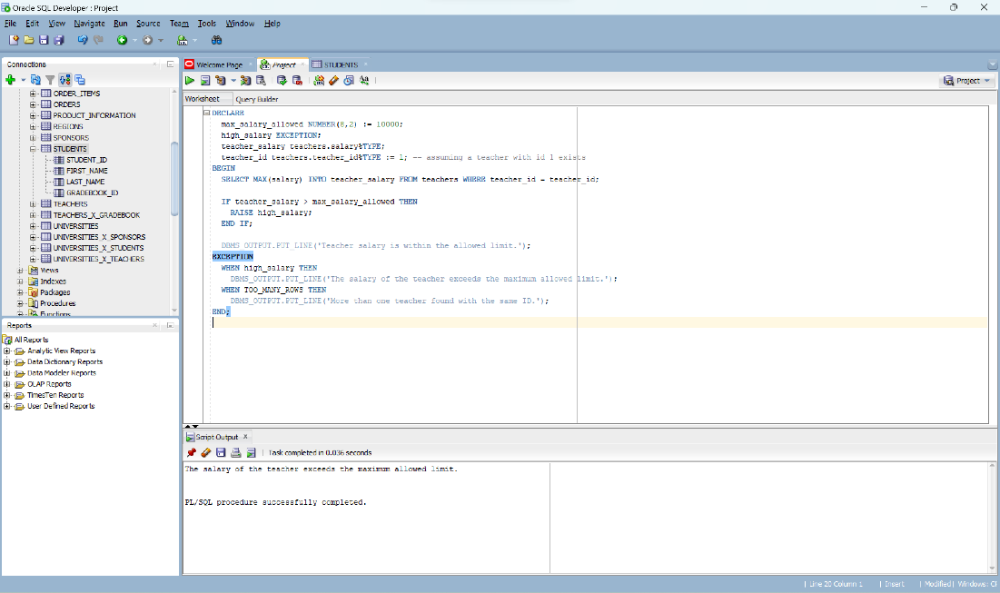 Oracle SQL Developer : Project
File Edit View Navigate Run Source Team Tools Window Help
Connections
ORDER_ITEMS
ORDERS
PRODUCT_INFORMATION
REGIONS
SPONSORS
STUDENTS
STUDENT_ID
FIRST_NAME
LAST_NAME
GRADEBOOK_ID
TEACHERS
TEACHERS_X_GRADEBOOK
UNIVERSITIES
UNIVERSITIES_X_SPONSORS
UNIVERSITIES_X_STUDENTS
UNIVERSITIES_X_TEACHERS
Views
Indexes
Packages
Procedures
Functions
Reports
All Reports
Analytic View Reports
Data Dictionary Reports
Data Modeler Reports
OLAP Reports
TimesTen Reports
User Defined Reports
Welcome Page Project STUDENTS
Project
Worksheet Query Builder
DECLARE
max_salary_allowed NUMBER(8,2) := 10000;
high_salary EXCEPTION;
teacher_salary teachers.salary%TYPE;
teacher_id teachers.teacher_id%TYPE := 1; -- assuming a teacher with id 1 exists
BEGIN
SELECT MAX(salary) INTO teacher_salary FROM teachers WHERE teacher_id = teacher_id;
IF teacher_salary > max_salary_allowed THEN
RAISE high_salary;
END IF;
DBMS_OUTPUT.PUT_LINE('Teacher salary is within the allowed limit.');
EXCEPTION
WHEN high_salary THEN
DBMS_OUTPUT.PUT_LINE('The salary of the teacher exceeds the maximum allowed limit.');
WHEN TOO_MANY_ROWS THEN
DBMS_OUTPUT.PUT_LINE('More than one teacher found with the same ID.');
END;
Script Output
Task completed in 0.036 seconds
The salary of the teacher exceeds the maximum allowed limit.
PL/SQL procedure successfully completed.
Line 20 Column 1 | Insert | Modified | Windows: Cl